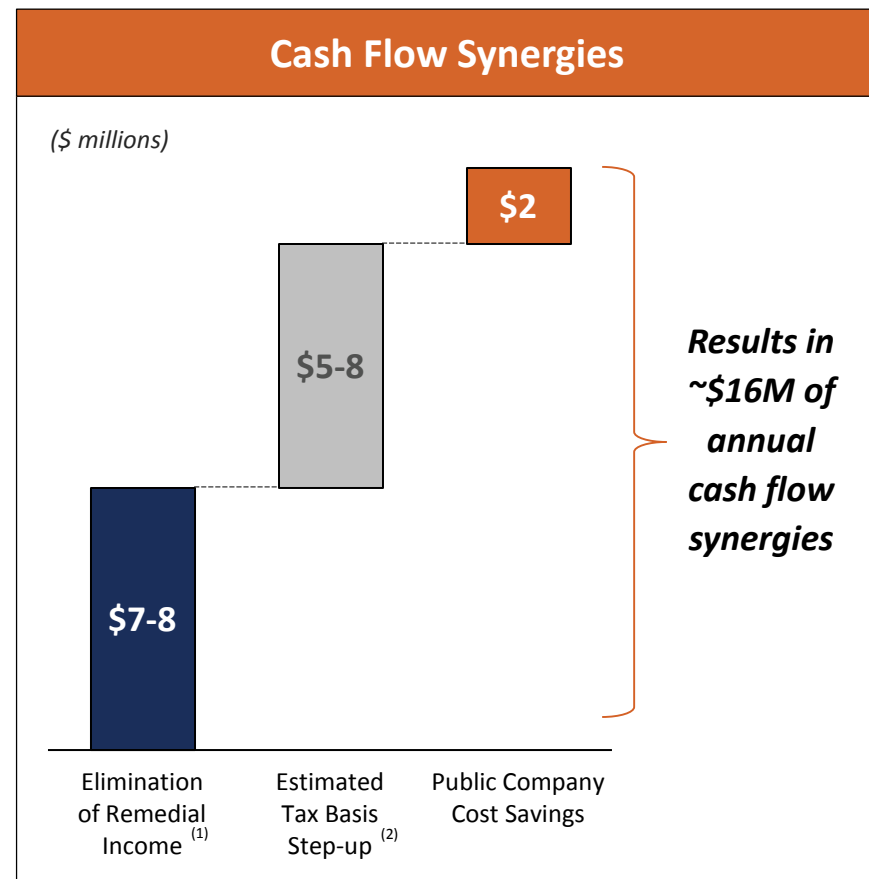 Cash Flow Synergies
($ millions)
$2
$5-8
$7-8
Results in
~$16M of
annual
cash flow
synergies
Elimination
of Remedial
Income (1)
Estimated
Tax Basis
Step-up (2)
Public Company
Cost Savings